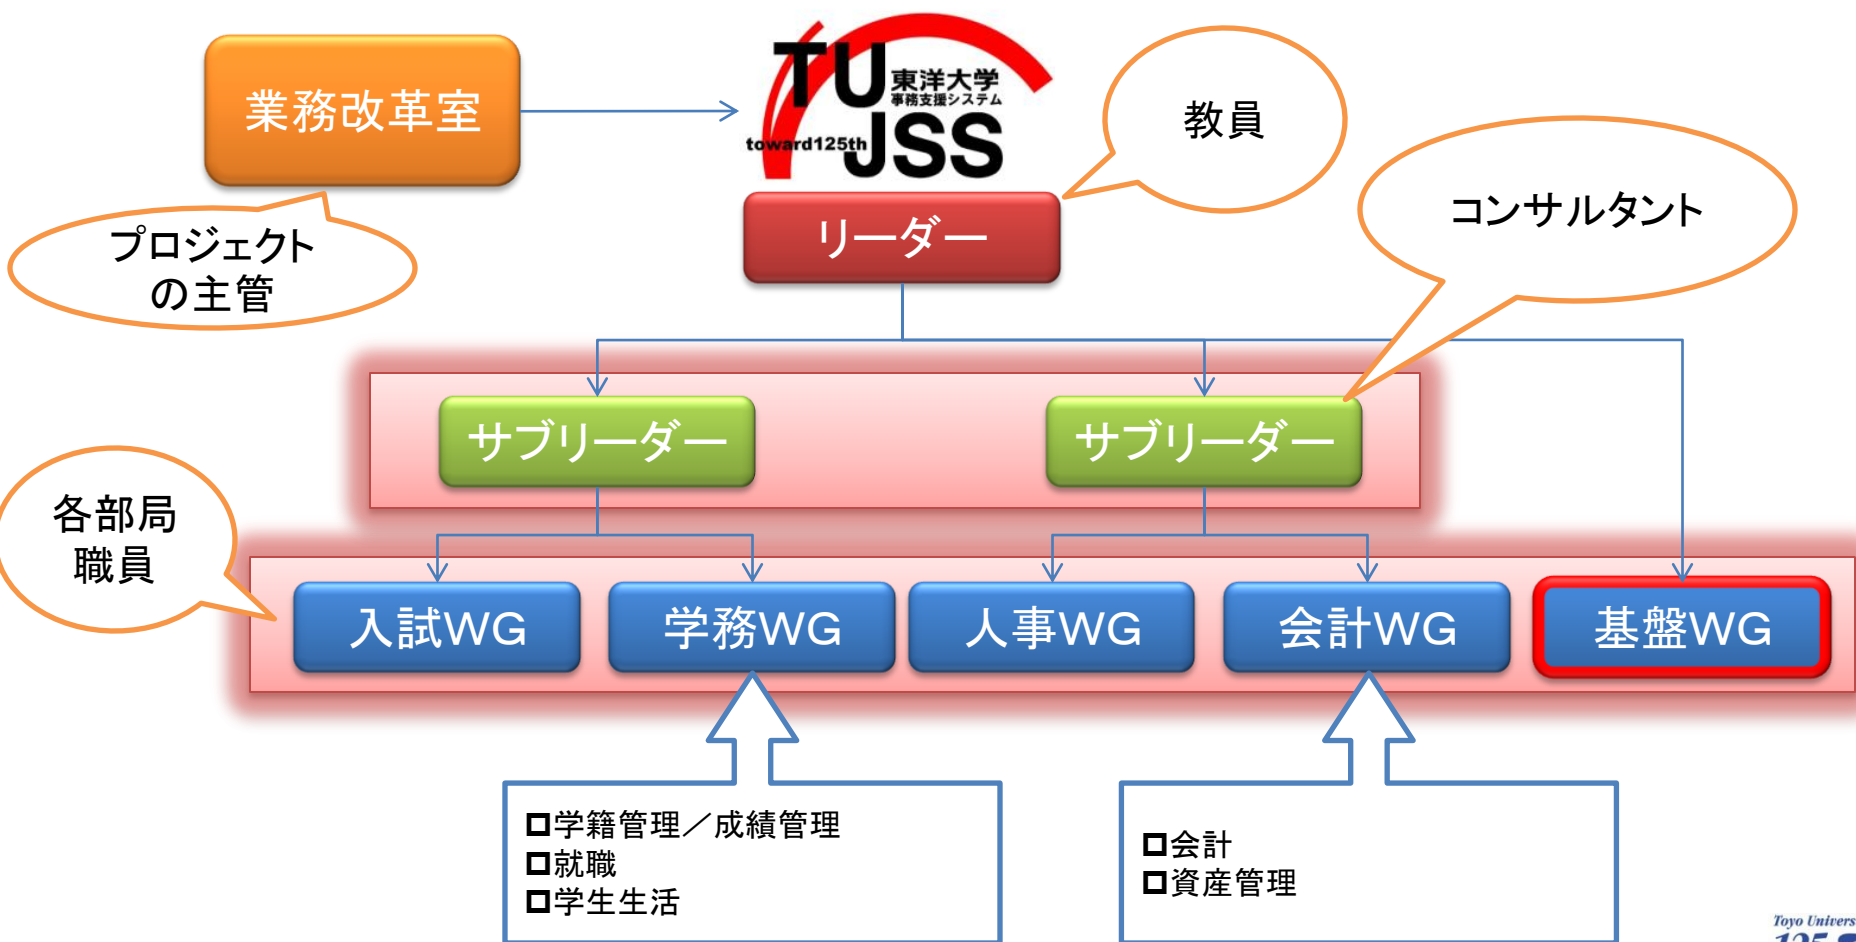 業務改革室
TU
東洋大学
事務支援システム
toward125th
JSS
教員
コンサルタント
プロジェクト
の主管
リーダー
サブリーダー
サブリーダー
各部局
職員
入試WG
学務WG
人事WG
会計WG
基盤WG
学籍管理／成績管理
就職
学生生活
会計
資産管理
Toyo